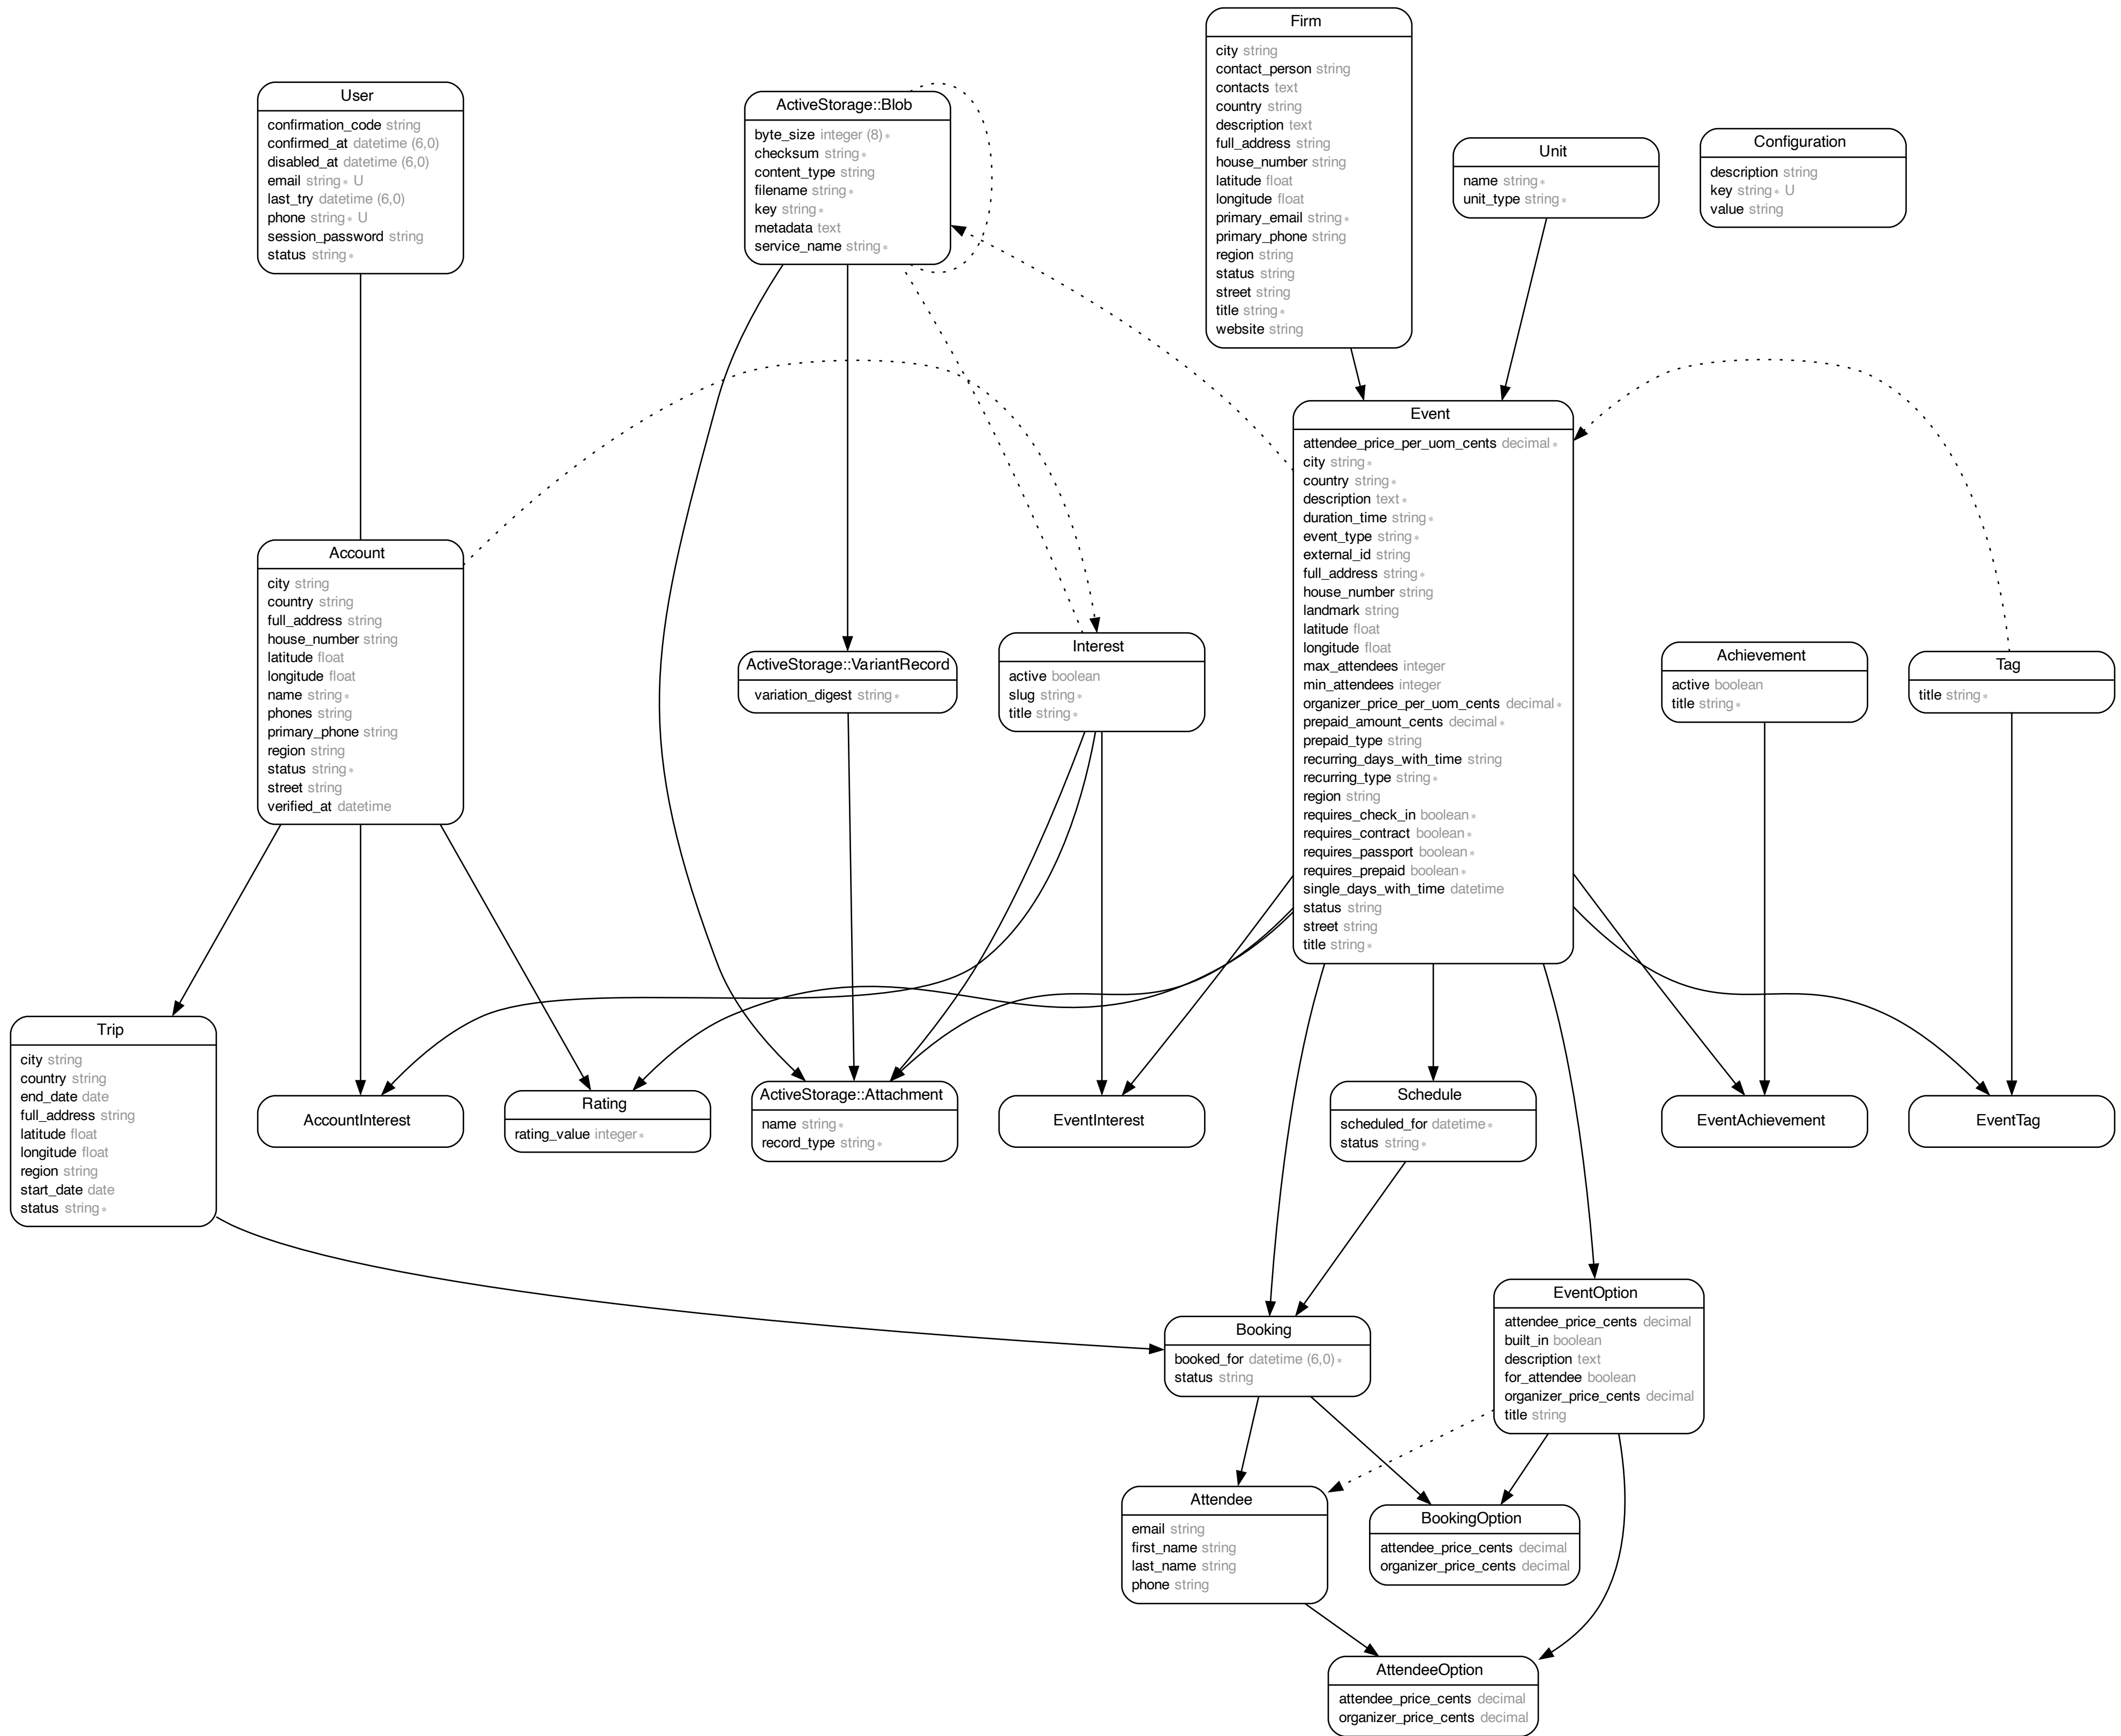 Firm
city string
contact_person string
contacts text
country string
description text
full_address string
house_number string
latitude float
longitude float
primary_email string *
primary_phone string
region string
status string
street string
title string *
website string
User
confirmation_code string
confirmed_at datetime (6,0)
disabled_at datetime (6,0)
email string * U
last_try datetime (6,0)
phone string * U
session_password string
status string *
ActiveStorage::Blob
byte_size integer (8) *
checksum string *
content_type string
filename string *
key string *
metadata text
service_name string *
Unit
name string *
unit_type string *
Configuration
description string
key string * U
value string
Event
attendee_price_per_uom_cents decimal *
city string *
country string *
description text *
duration_time string *
event_type string *
external_id string
full_address string *
house_number string
landmark string
latitude float
longitude float
max_attendees integer
min_attendees integer
organizer_price_per_uom_cents decimal *
prepaid_amount_cents decimal *
prepaid_type string
recurring_days_with_time string
recurring_type string *
region string
requires_check_in boolean *
requires_contract boolean *
requires_passport boolean *
requires_prepaid boolean *
single_days_with_time datetime
status string
street string
title string *
Account
city string
country string
full_address string
house_number string
latitude float
longitude float
name string *
phones string
primary_phone string
region string
status string *
street string
verified_at datetime
ActiveStorage::VariantRecord
variation_digest string *
Interest
active boolean
slug string *
title string *
Achievement
active boolean
title string *
Tag
title string *
Trip
city string
country string
end_date date
full_address string
latitude float
longitude float
region string
start_date date
status string *
AccountInterest
Rating
rating_value integer *
ActiveStorage::Attachment
name string *
record_type string *
EventInterest
Schedule
scheduled_for datetime *
status string *
EventAchievement
EventTag
Booking
booked_for datetime (6,0) *
status string
EventOption
attendee_price_cents decimal
built_in boolean
description text
for_attendee boolean
organizer_price_cents decimal
title string
Attendee
email string
first_name string
last_name string
phone string
BookingOption
attendee_price_cents decimal
organizer_price_cents decimal
AttendeeOption
attendee_price_cents decimal
organizer_price_cents decimal